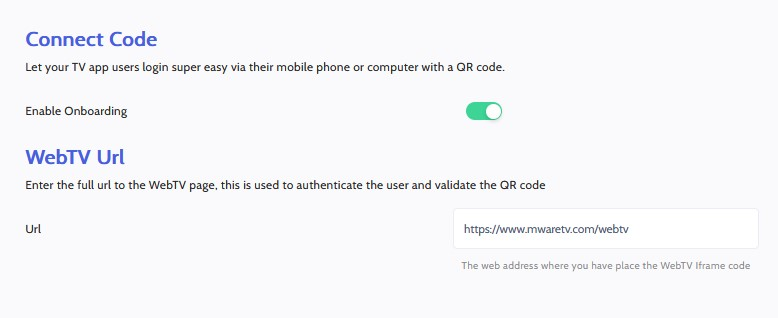 Connect Code
Let your TV app users login super easy via their mobile phone or computer with a QR code.
Enable Onboarding
WebTV Url
Enter the full url to the WebTV page, this is used to authenticate the user and validate the QR code
Url
https://www.mwaretv.com/webtv
The web address where you have place the WebTV Iframe code